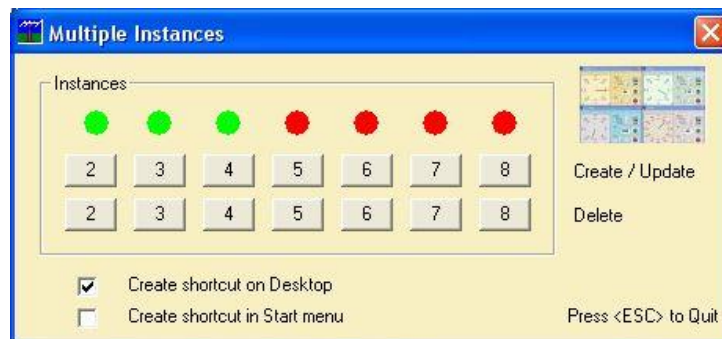 Multiple Instances
Instances
2 3 4 5 6 7 8 Create / Update
2 3 4 5 6 7 8 Delete
Create shortcut on Desktop
Create shortcut in Start menu Press <ESC> to Quit